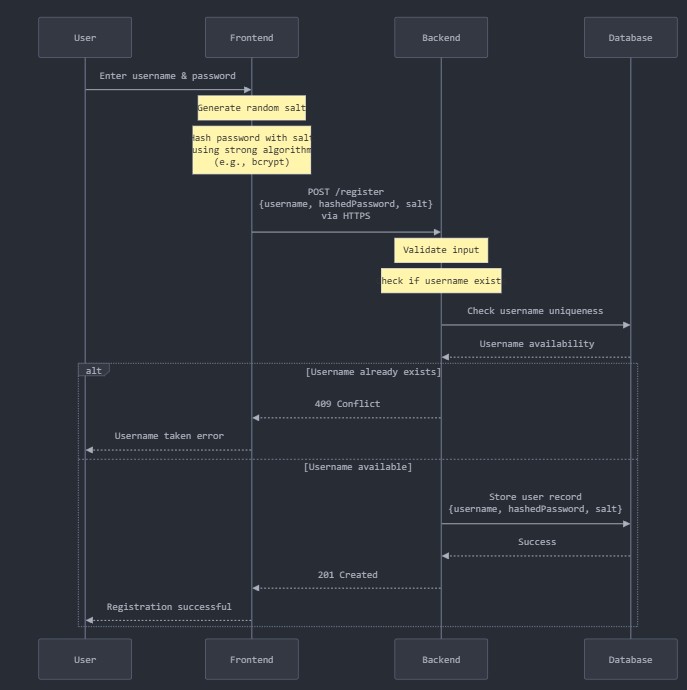 User Frontend Backend Database
Enter username & password
Generate random salt
Hash password with salt
using strong algorithm
(e.g., bcrypt)
POST /register
{username, hashedPassword, salt}
via HTTPS
Validate input
heck if username exist
Check username uniqueness
Username availability
alt [Username already exists]
409 Conflict
Username taken error
[Username available]
Store user record
{username, hashedPassword, salt}
Success
201 Created
Registration successful
User Frontend Backend Database